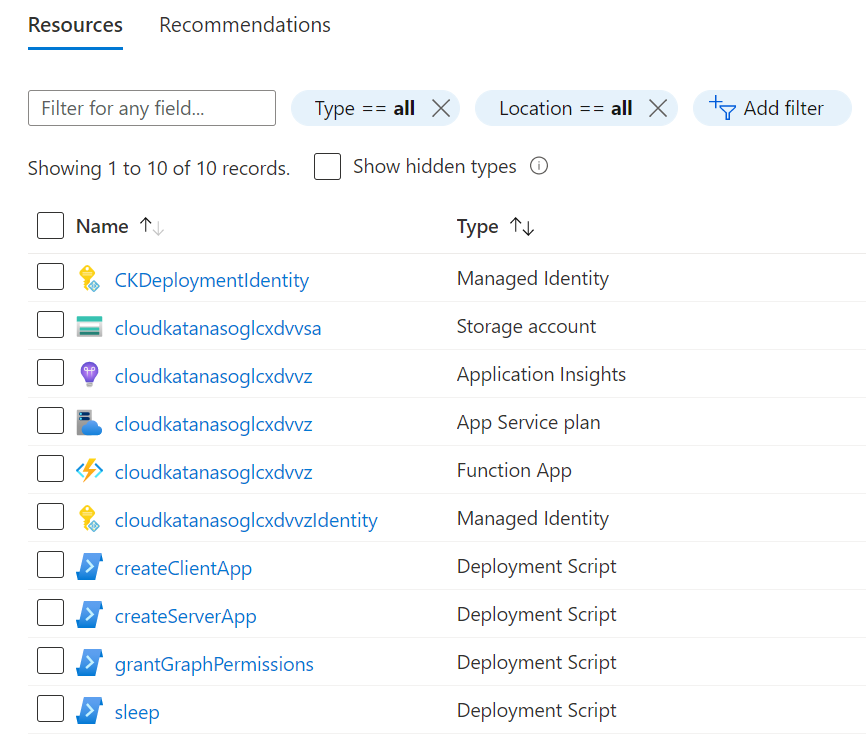 Resources Recommendations
Filter for any field...
Type == all
Location == all
Add filter
Showing 1 to 10 of 10 records.
Show hidden types
Name Type
CKDeploymentIdentity Managed Identity
cloudkatanasoglcxdvvsa Storage account
cloudkatanasoglcxdvvz Application Insights
cloudkatanasoglcxdvvz App Service plan
cloudkatanasoglcxdvvz Function App
cloudkatanasoglcxdvvzIdentity Managed Identity
createClientApp Deployment Script
createServerApp Deployment Script
grantGraphPermissions Deployment Script
sleep Deployment Script